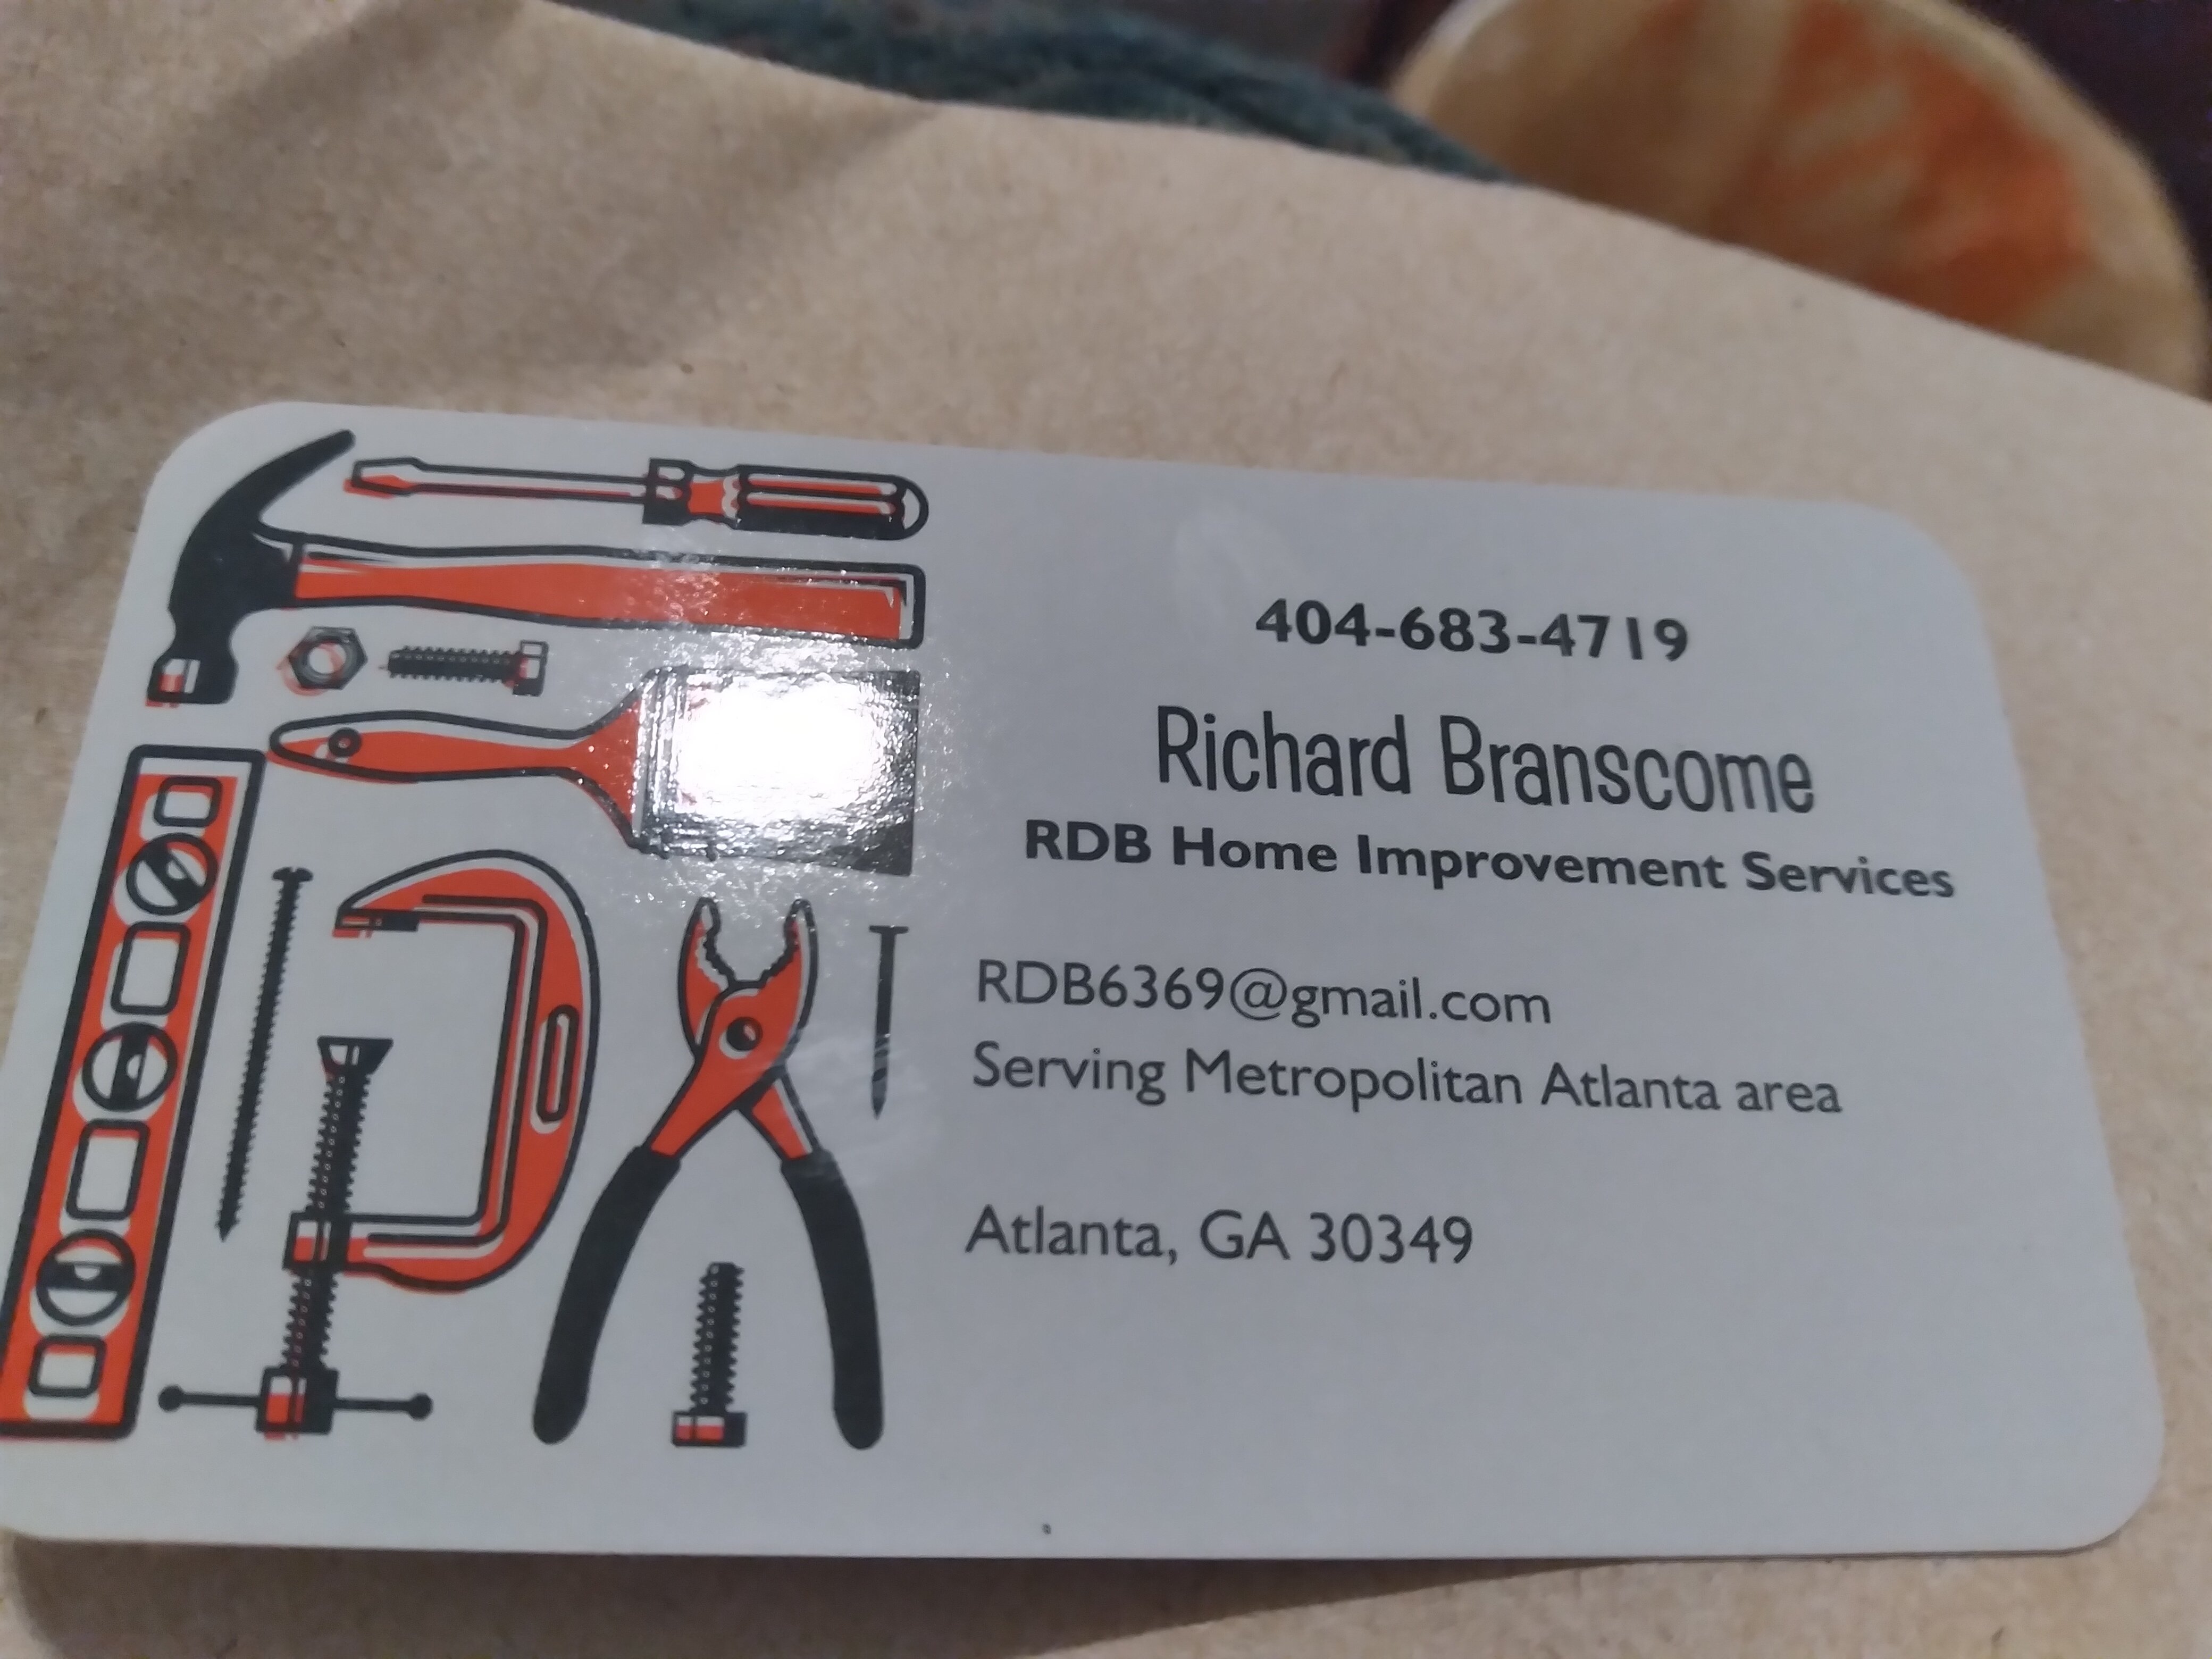 404-683-4719
Richard Branscome
RDB Home Improvement Services
RDB6369@gmail.com
Serving Metropolitan Atlanta area
Atlanta, GA 30349